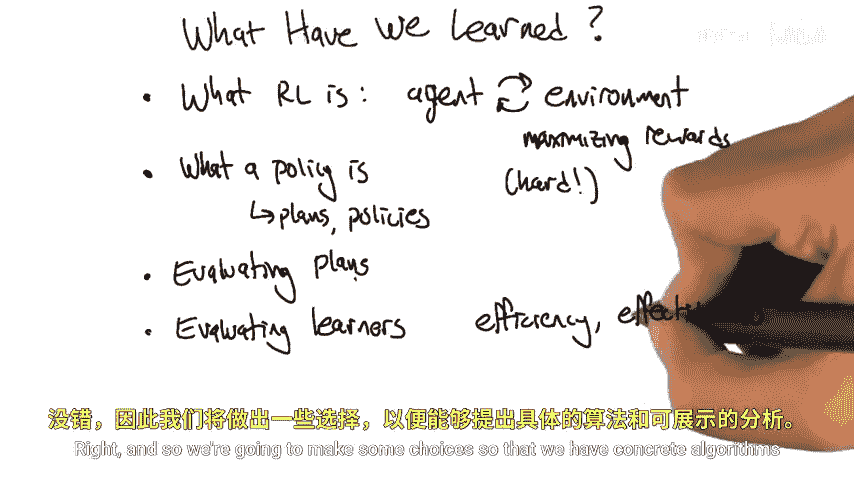 What Have We Learned?
• What RL is: agent environment
maximizing rewards
(hard!)
• What a policy is
↳ plans, policies
• Evaluating plans
• Evaluating learners efficiency,
没错，因此我们将做出一些选择，以便能够提出具体的算法和可展示的分析。
Right, and so we're going to make some choices so that we have concrete algorithms